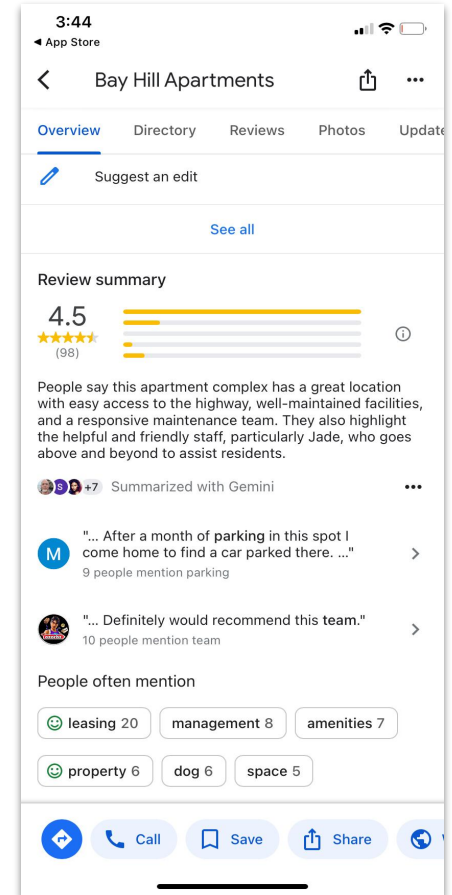 3:44
App Store
Bay Hill Apartments
Overview Directory Reviews Photos Update
Suggest an edit
See all
Review summary
4.5
(98)
People say this apartment complex has a great location
with easy access to the highway, well-maintained facilities,
and a responsive maintenance team. They also highlight
the helpful and friendly staff, particularly Jade, who goes
above and beyond to assist residents.
S +7 Summarized with Gemini
M
"... After a month of parking in this spot I
come home to find a car parked there. ..."
9 people mention parking
"... Definitely would recommend this team."
10 people mention team
People often mention
leasing 20 management 8 amenities 7
property 6 dog 6 space 5
Call Save Share